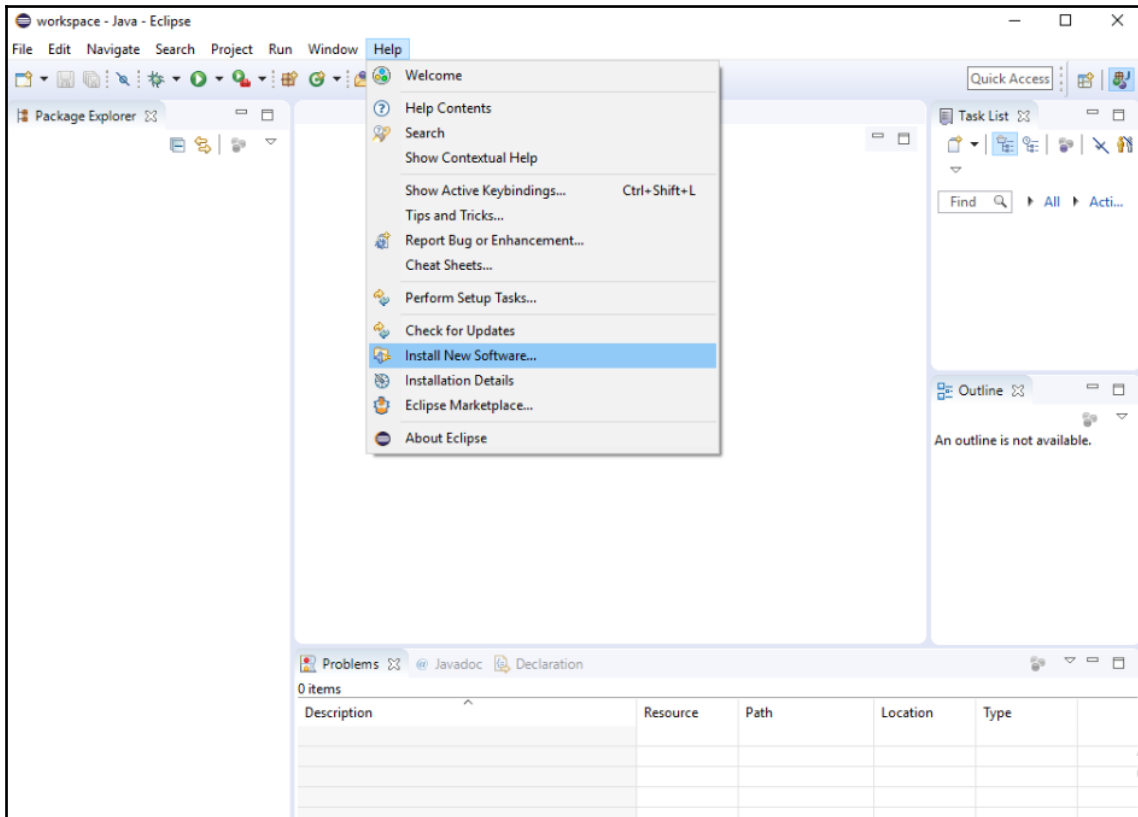 workspace - Java - Eclipse
File Edit Navigate Search Project Run Window Help
Quick Access
Package Explorer
Welcome
Help Contents
Search
Show Contextual Help
Show Active Keybindings... Ctrl+Shift+L
Tips and Tricks...
Report Bug or Enhancement...
Cheat Sheets...
Perform Setup Tasks...
Check for Updates
Install New Software...
Installation Details
Eclipse Marketplace...
About Eclipse
Task List
Find All Acti...
Outline
An outline is not available.
Problems @ Javadoc Declaration
0 items
Description Resource Path Location Type